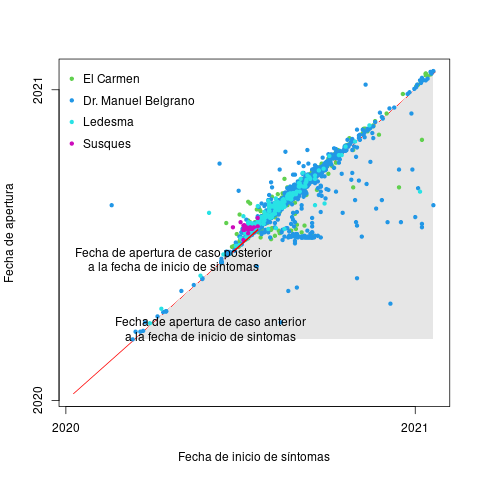 El Carmen
Dr. Manuel Belgrano
Ledesma
Susques
Fecha de apertura de caso posterior
a la fecha de inicio de síntomas
Fecha de apertura de caso anterior
a la fecha de inicio de sintomas
Fecha de apertura
2021
2020
2020
2021
Fecha de inicio de síntomas